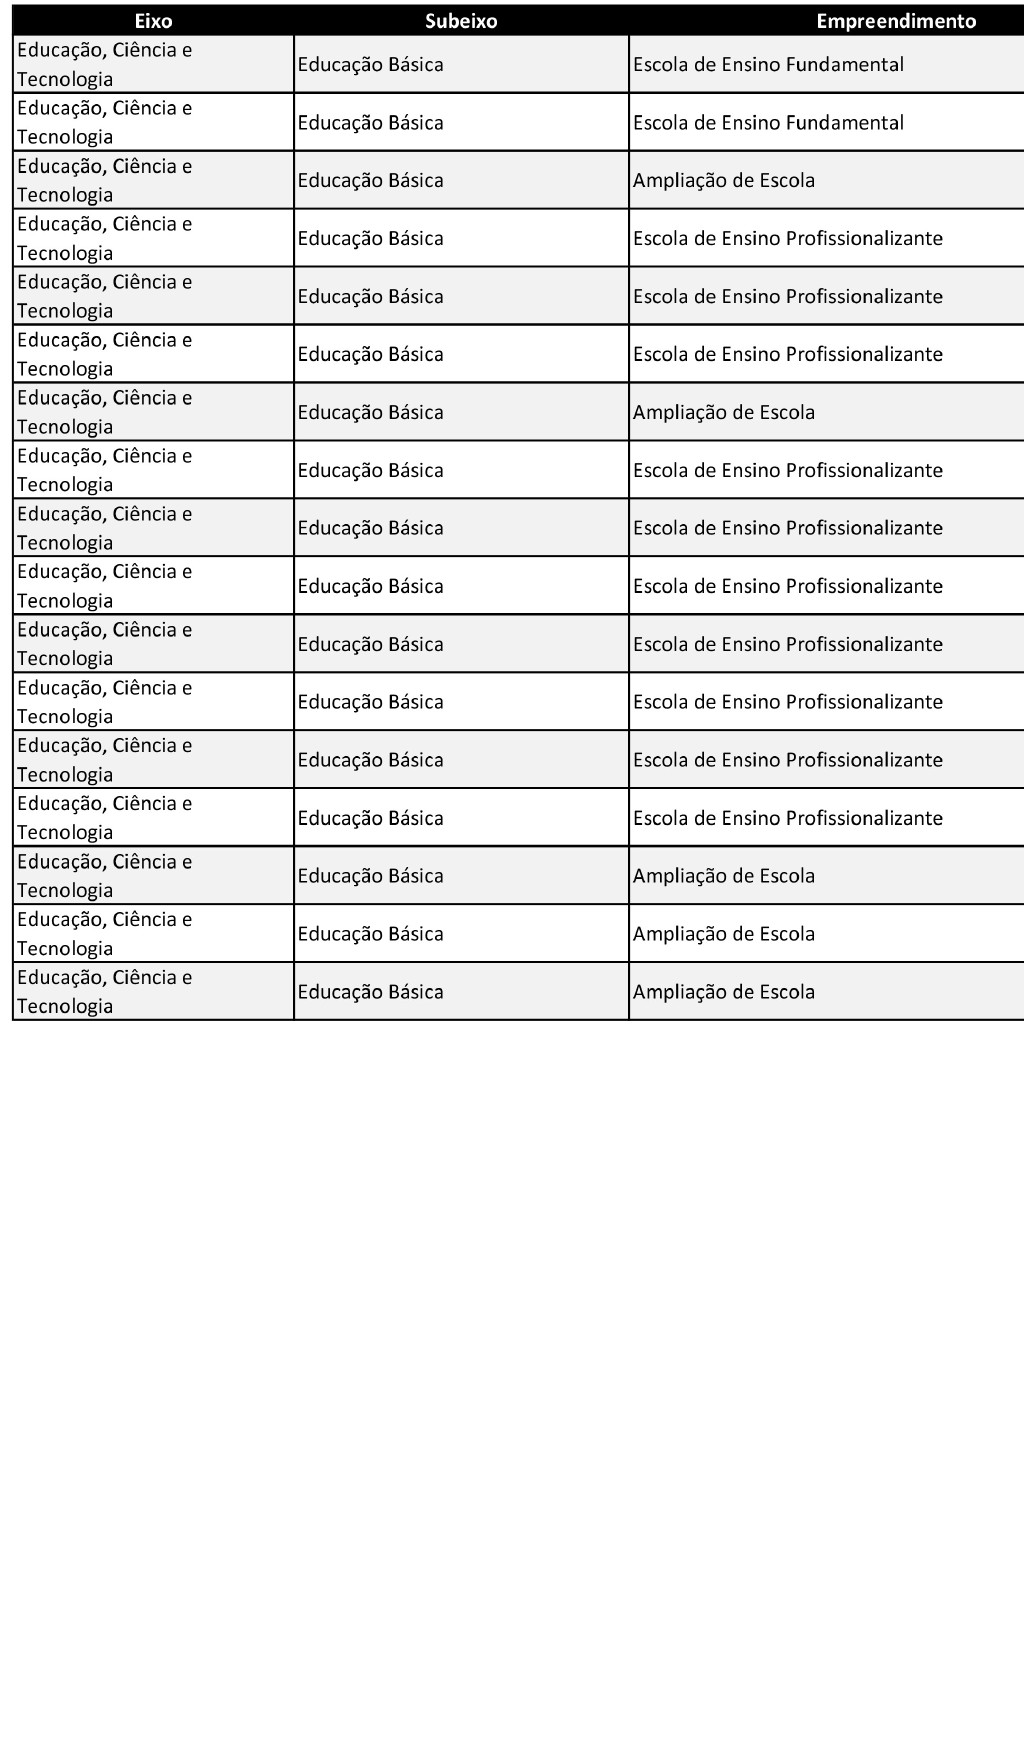 Eixo Subeixo Empreendimento
Educação, Ciência e
Tecnologia
Educação Básica
Escola de Ensino Fundamental
Educação, Ciência e
Tecnologia
Educação Básica
Escola de Ensino Fundamental
Educação, Ciência e
Tecnologia
Educação Básica
Ampliação de Escola
Educação, Ciência e
Tecnologia
Educação Básica
Escola de Ensino Profissionalizante
Educação, Ciência e
Tecnologia
Educação Básica
Escola de Ensino Profissionalizante
Educação, Ciência e
Tecnologia
Educação Básica
Escola de Ensino Profissionalizante
Educação, Ciência e
Tecnologia
Educação Básica
Ampliação de Escola
Educação, Ciência e
Tecnologia
Educação Básica
Escola de Ensino Profissionalizante
Educação, Ciência e
Tecnologia
Educação Básica
Escola de Ensino Profissionalizante
Educação, Ciência e
Tecnologia
Educação Básica
Escola de Ensino Profissionalizante
Educação, Ciência e
Tecnologia
Educação Básica
Escola de Ensino Profissionalizante
Educação, Ciência e
Tecnologia
Educação Básica
Escola de Ensino Profissionalizante
Educação, Ciência e
Tecnologia
Educação Básica
Escola de Ensino Profissionalizante
Educação, Ciência e
Tecnologia
Educação Básica
Escola de Ensino Profissionalizante
Educação, Ciência e
Tecnologia
Educação Básica
Ampliação de Escola
Educação, Ciência e
Tecnologia
Educação Básica
Ampliação de Escola
Educação, Ciência e
Tecnologia
Educação Básica
Ampliação de Escola